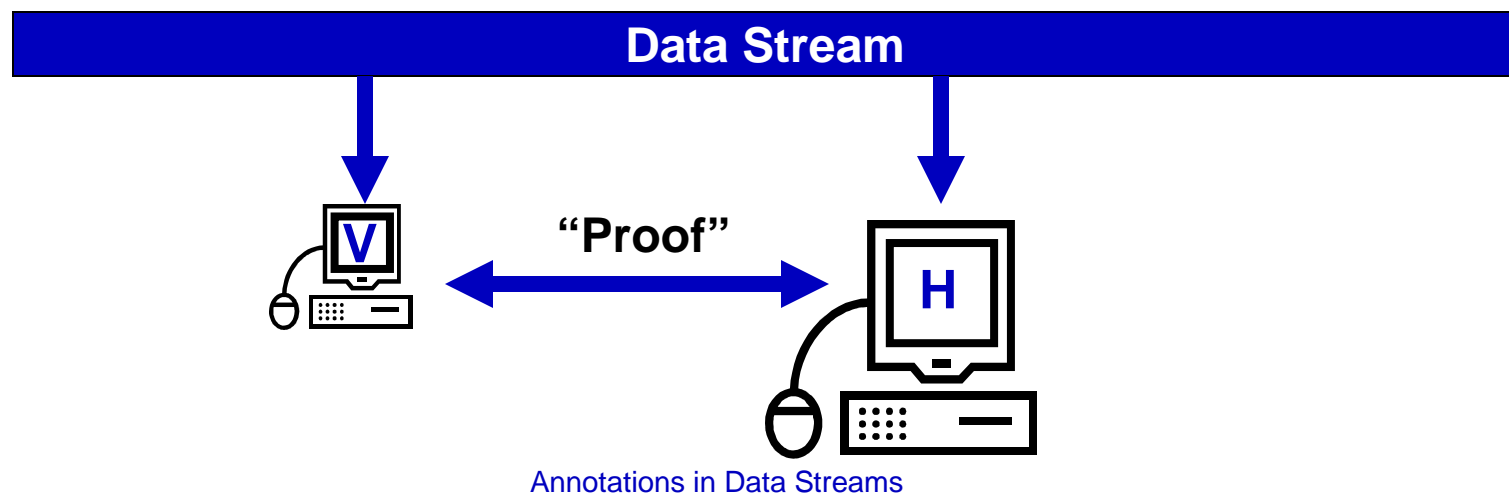 Data Stream
“Proof”
V
H
Annotations in Data Streams